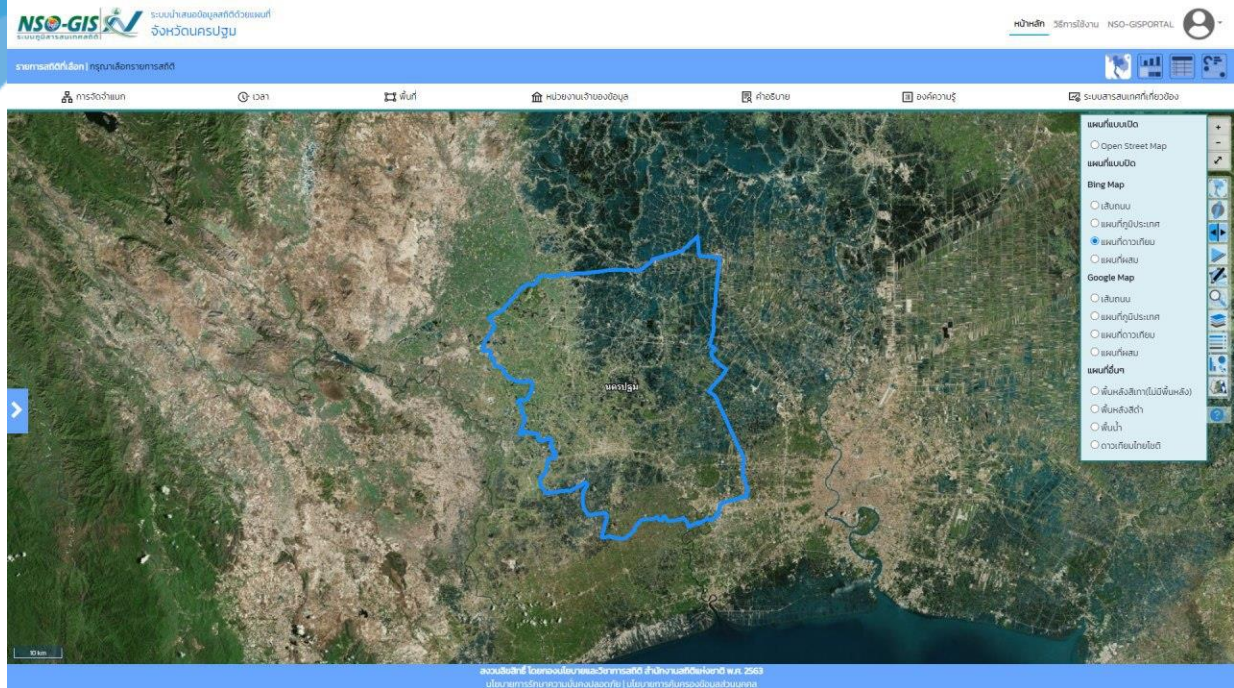 NSO-GIS
ระบบภูมิสารสนเทศสถิติ
ระบบนำเสนอข้อมูลสถิติด้วยแผนที่
จังหวัดนครปฐม
หน้าหลัก วิธีการใช้งาน NSO-GISPORTAL
รายการสถิติที่เลือก | กรุณาเลือกรายการสถิติ
การจัดจำแนก เวลา พื้นที่ หน่วยงานเจ้าของข้อมูล คำอธิบาย องค์ความรู้ ระบบสารสนเทศที่เกี่ยวข้อง
แผนที่แบบเปิด
Open Street Map
แผนที่แบบปิด
Bing Map
เส้นถนน
แผนที่ภูมิประเทศ
แผนที่ดาวเทียม
แผนที่ผสม
Google Map
เส้นถนน
แผนที่ภูมิประเทศ
แผนที่ดาวเทียม
แผนที่ผสม
แผนที่อื่นๆ
พื้นหลังสีเทา(ไม่มีพื้นหลัง)
พื้นหลังสีดำ
พื้นน้ำ
ดาวเทียมไทยโชติ
นครปฐม
10 km
สงวนลิขสิทธิ์ โดยกองนโยบายและวิชาการสถิติ สำนักงานสถิติแห่งชาติ พ.ศ. 2563
นโยบายการรักษาความมั่นคงปลอดภัย | นโยบายการคุ้มครองข้อมูลส่วนบุคคล